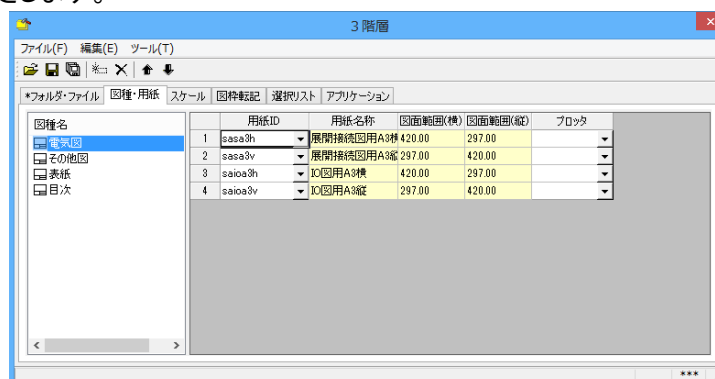 3階層
ファイル(F) 編集(E) ツール(T)
*フォルダ・ファイル 図種・用紙 スケール 図枠転記 選択リスト アプリケーション
図種名
電気図
その他図
表紙
目次
用紙ID 用紙名称 図面範囲(横) 図面範囲(縦) プロッタ
1 sasa3h 展開接続図用A3横 420.00 297.00
2 sasa3v 展開接続図用A3縦 297.00 420.00
3 saioa3h IO図用A3横 420.00 297.00
4 saioa3v IO図用A3縦 297.00 420.00
***